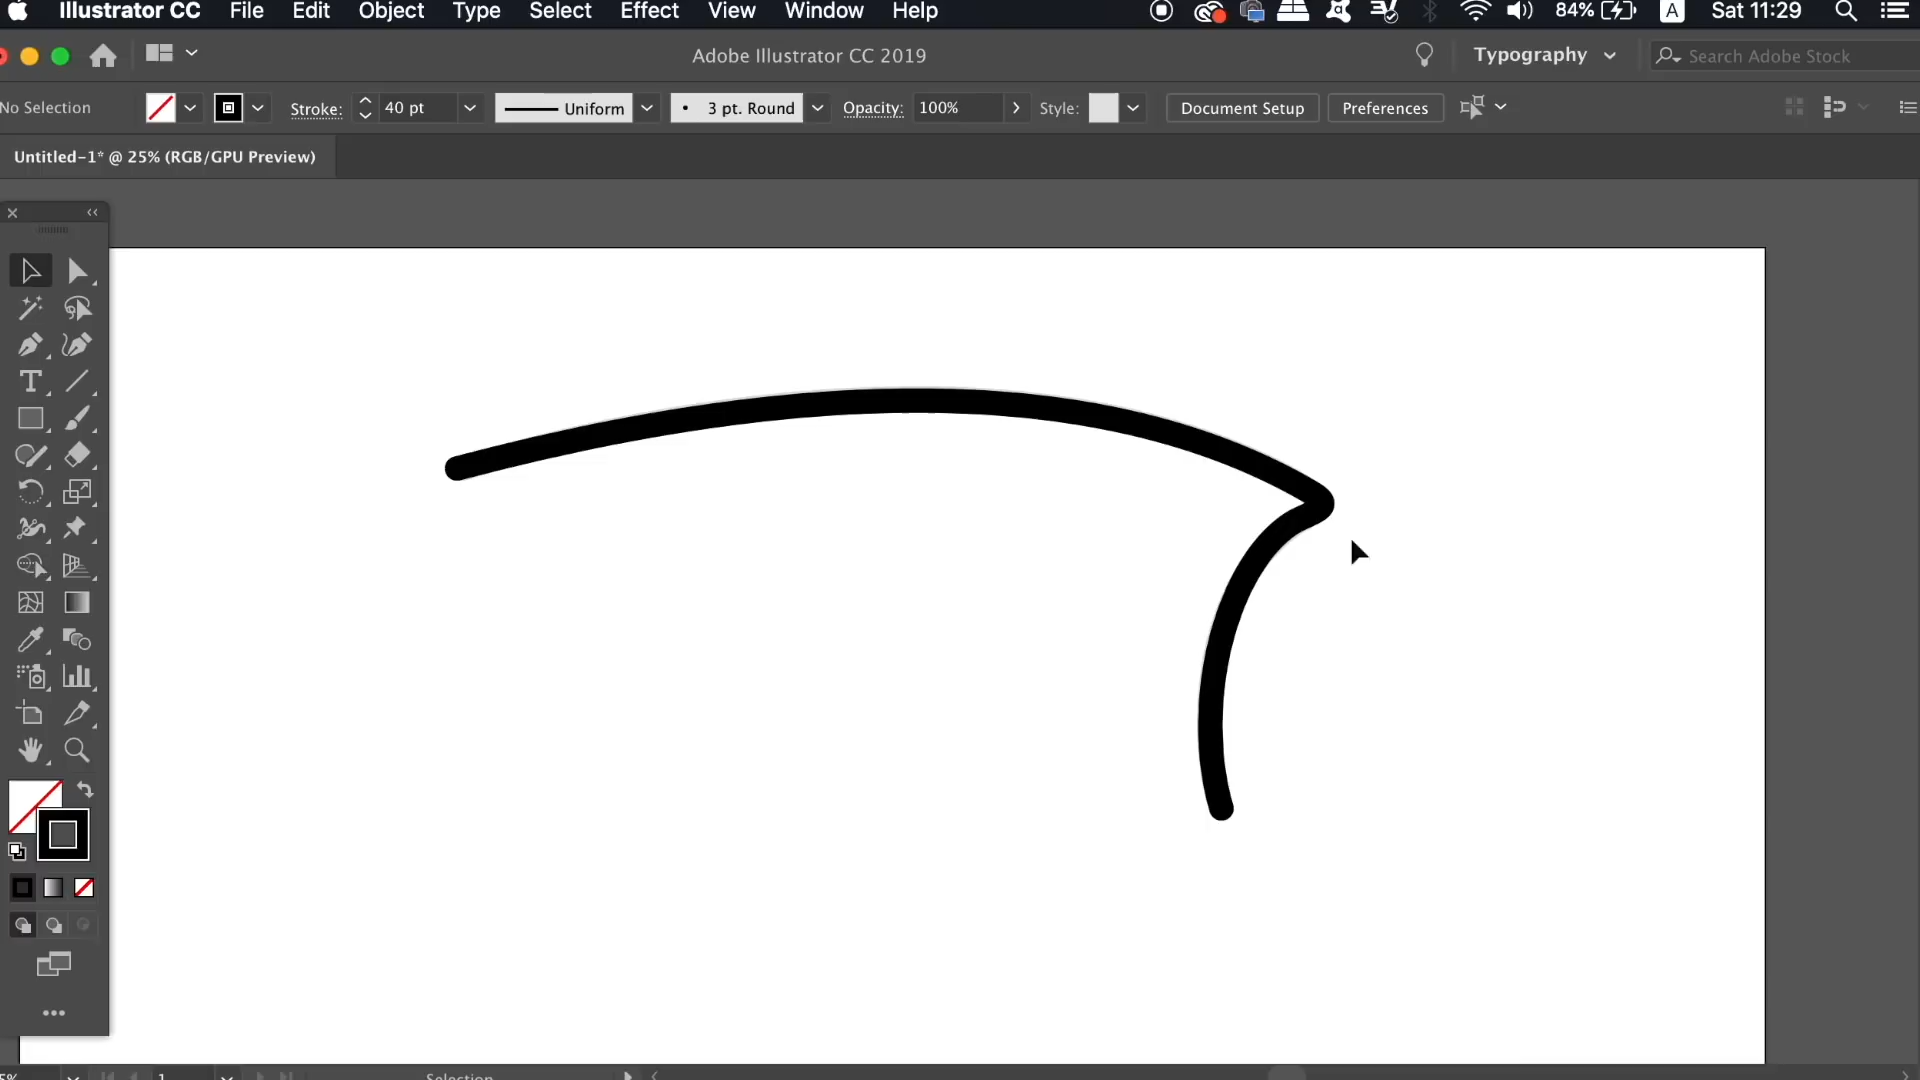 Illustrator CC File Edit Object Type Select Effect View Window Help 84% A Sat 11:29
Adobe Illustrator CC 2019 Typography Search Adobe Stock
No Selection Stroke: 40 pt Uniform 3 pt. Round Opacity: 100% Style: Document Setup Preferences
Untitled-1* @ 25% (RGB/GPU Preview)
T
5% 1 Selection